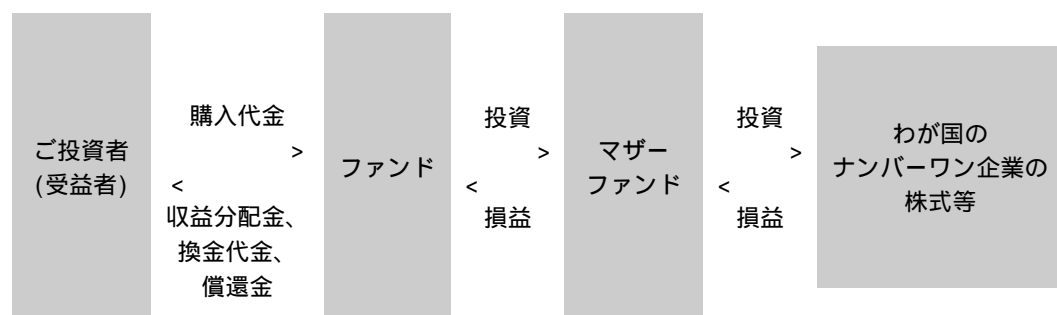 ご投資者
(受益者)
購入代金
>
<
収益分配金、
換金代金、
償還金
ファンド
投資
>
<
損益
マザー
ファンド
投資
>
<
損益
わが国の
ナンバーワン企業の
株式等